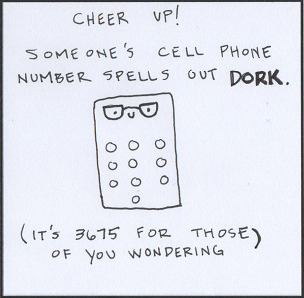 CHEER UP!
SOMEONE'S CELL PHONE
NUMBER SPELLS OUT DORK.
(IT'S 3675 FOR THOSE)
OF YOU WONDERING